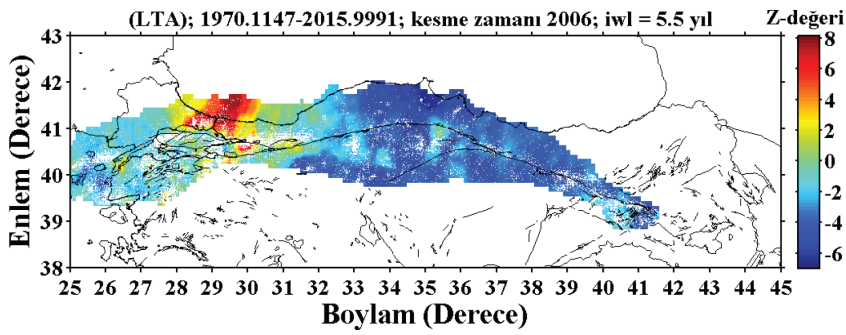 (LTA); 1970.1147-2015.9991; kesme zamanı 2006; iwl = 5.5 yıl
Z-değeri
Enlem (Derece)
43
42
41
40
39
38
25 26 27 28 29 30 31 32 33 34 35 36 37 38 39 40 41 42 43 44 45
Boylam (Derece)
8
6
4
2
0
-2
-4
-6